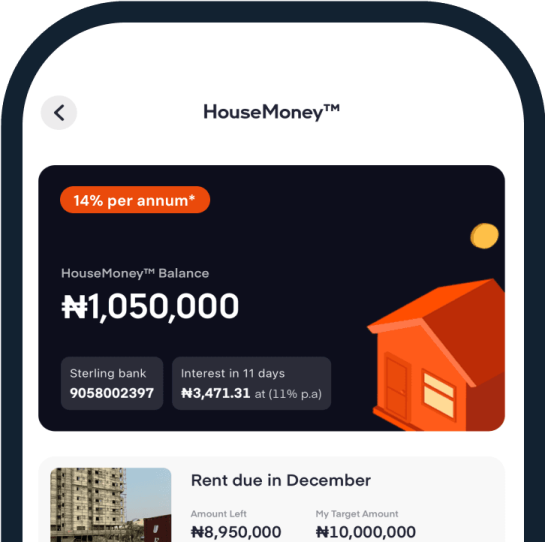 HouseMoney™
14% per annum*
HouseMoney™ Balance
₦1,050,000
Sterling bank
9058002397
Interest in 11 days
₦3,471.31 at (11% p.a)
Rent due in December
Amount Left
₦8,950,000
My Target Amount
₦10,000,000